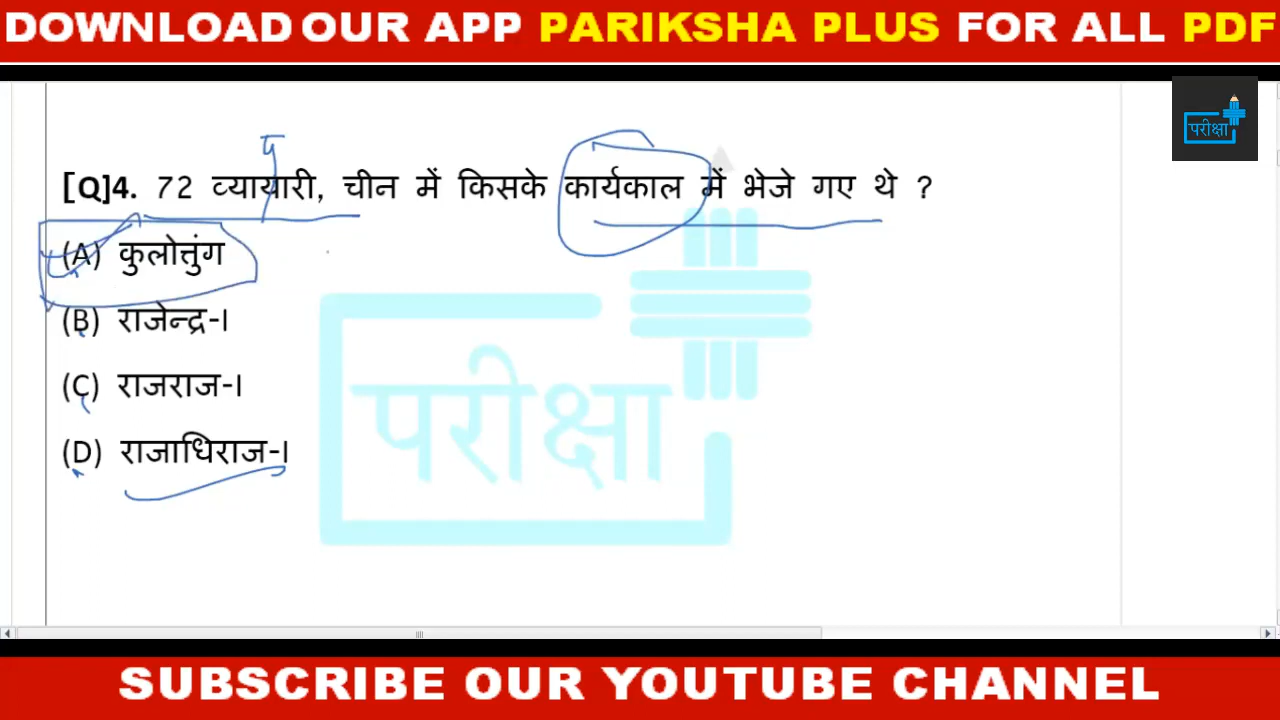 DOWNLOAD OUR APP PARIKSHA PLUS FOR ALL PDF
परीक्षा
[Q]4. 72 व्यायारी, चीन में किसके कार्यकाल में भेजे गए थे ?
प
(A) कुलोत्तुंग
(B) राजेन्द्र-I
(C) राजराज-I
(D) राजाधिराज-I
परीक्षा
SUBSCRIBE OUR YOUTUBE CHANNEL